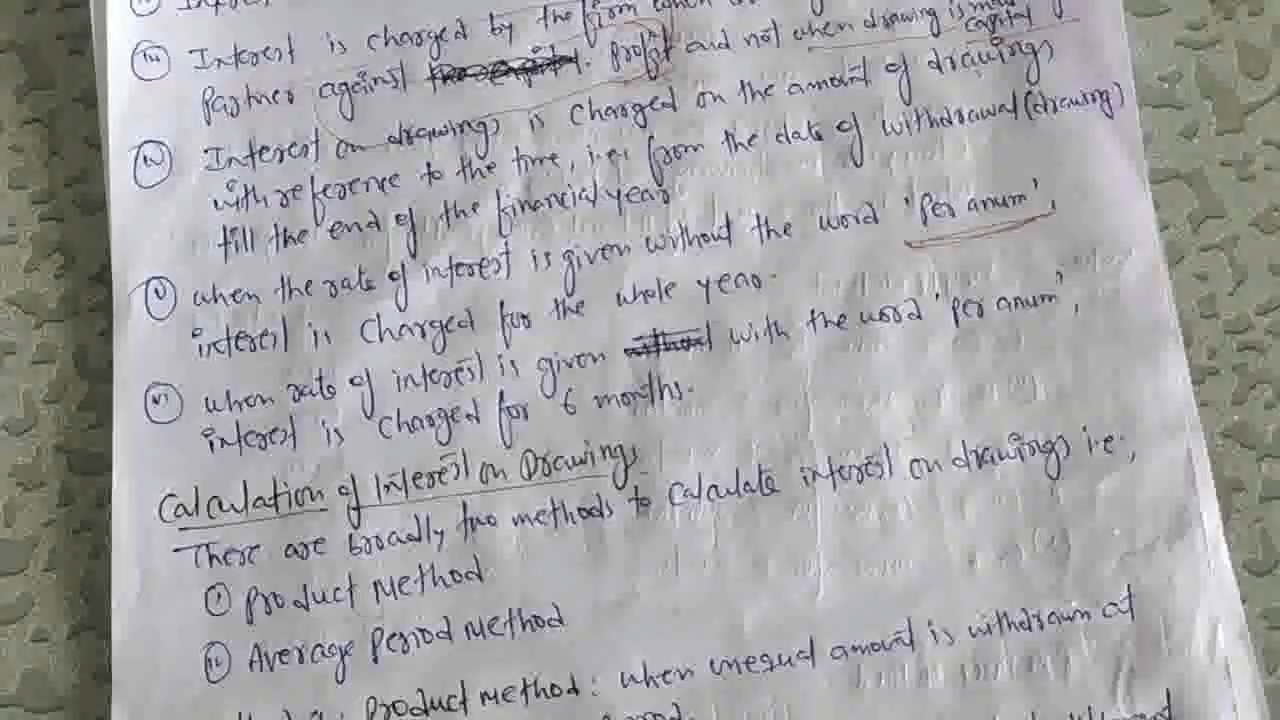 (iii) Interest is charged by the firm when
Partner against profit and not when drawing is made
capital
(iv) Interest on drawings is charged on the amount of drawings
with reference to the time, i.e. from the date of withdrawal (drawing)
till the end of the financial year
(v) when the rate of interest is given without the word 'Per anum',
interest is charged for the whole year.
(vi) when rate of interest is given with the word 'Per anum',
interest is charged for 6 months.
Calculation of Interest on Drawings
There are broadly two methods to calculate interest on drawings i.e,
(i) Product Method
(ii) Average Period Method
Product method: when unequal amount is withdrawn at